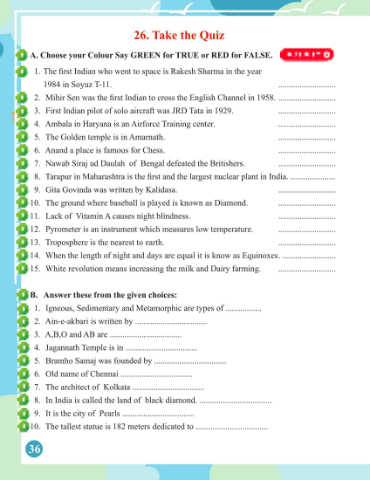 26. Take the Quiz
A. Choose your Colour Say GREEN for TRUE or RED for FALSE.
1. The first Indian who went to space is Rakesh Sharma in the year
1984 in Soyuz T-11. ........................
2. Mihir Sen was the first Indian to cross the English Channel in 1958. ........................
3. First Indian pilot of solo aircraft was JRD Tata in 1929. ........................
4. Ambala in Haryana is an Airforce Training center. ........................
5. The Golden temple is in Amarnath. ........................
6. Anand a place is famous for Chess. ........................
7. Nawab Siraj ud Daulah of Bengal defeated the Britishers. ........................
8. Tarapur in Maharashtra is the first and the largest nuclear plant in India. ...................
9. Gita Govinda was written by Kalidasa. ........................
10. The ground where baseball is played is known as Diamond. ........................
11. Lack of Vitamin A causes night blindness. ........................
12. Pyrometer is an instrument which measures low temperature. ........................
13. Troposphere is the nearest to earth. ........................
14. When the length of night and days are equal it is know as Equinoxes. .......................
15. White revolution means increasing the milk and Dairy farming. ........................
B. Answer these from the given choices:
1. Igneous, Sedimentary and Metamorphic are types of .................
2. Ain-e-akbari is written by ..................................
3. A,B,O and AB are ..................................
4. Jagannath Temple is in ..................................
5. Bramho Samaj was founded by ..................................
6. Old name of Chennai ..................................
7. The architect of Kolkata ..................................
8. In India is called the land of black diamond. ..................................
9. It is the city of Pearls ..................................
10. The tallest statue is 182 meters dedicated to ..................................
36